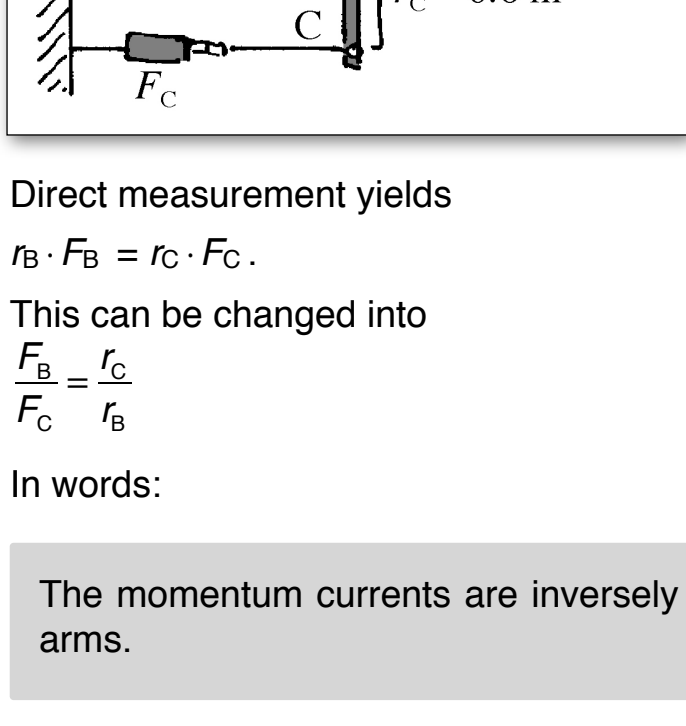 C
F_C
Direct measurement yields
r_B · F_B = r_C · F_C .
This can be changed into
F_B / F_C = r_C / r_B
In words:
The momentum currents are inversely
arms.